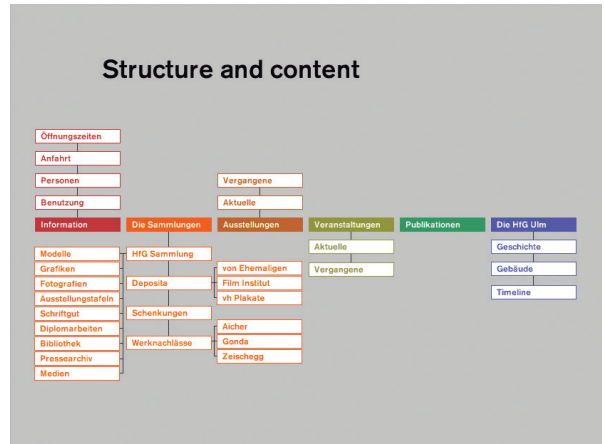 Structure and content
Öffnungszeiten
Anfahrt
Personen
Vergangene
Benutzung
Aktuelle
Information
Die Sammlungen
Ausstellungen
Veranstaltungen
Publikationen
Die HfG Ulm
Modelle
HfG Sammlung
Aktuelle
Geschichte
Grafiken
von Ehemaligen
Vergangene
Gebäude
Fotografien
Deposita
Film Institut
Ausstellungstafeln
vh Plakate
Timeline
Schriftgut
Schenkungen
Diplomarbeiten
Aicher
Bibliothek
Werknachlässe
Gonda
Pressearchiv
Zeischegg
Medien